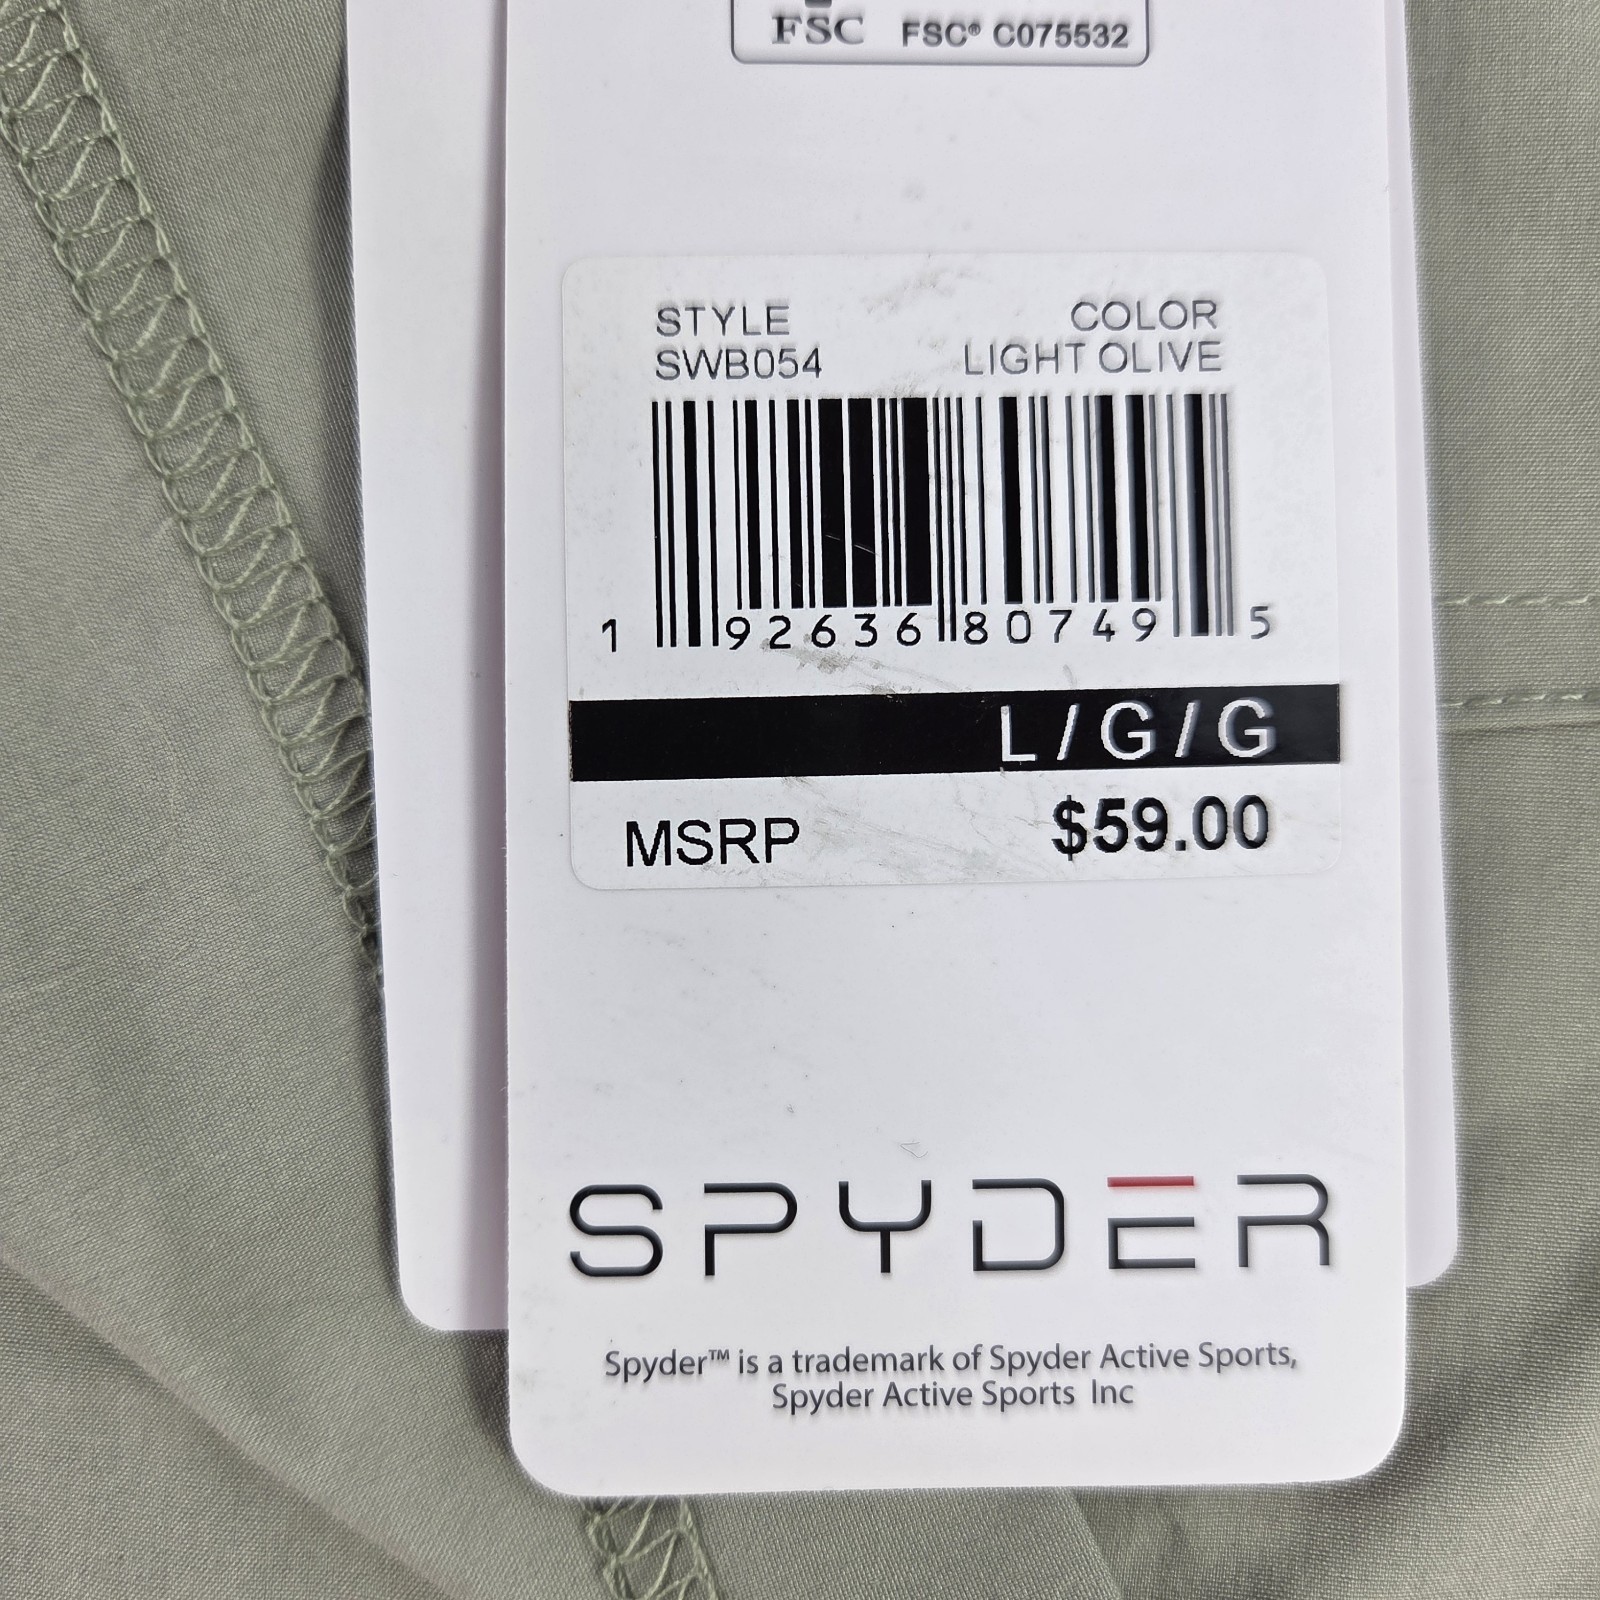 FSC FSC® C075532
STYLE COLOR
SWB054 LIGHT OLIVE
1 92636 80749 5
L / G / G
MSRP $59.00
SPYDER
Spyder™ is a trademark of Spyder Active Sports,
Spyder Active Sports Inc